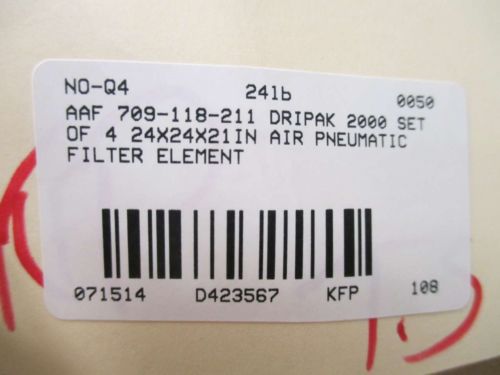 NO-Q4 24lb 0050
AAF 709-118-211 DRIPAK 2000 SET
OF 4 24X24X21IN AIR PNEUMATIC
FILTER ELEMENT
071514 D423567 KFP 108